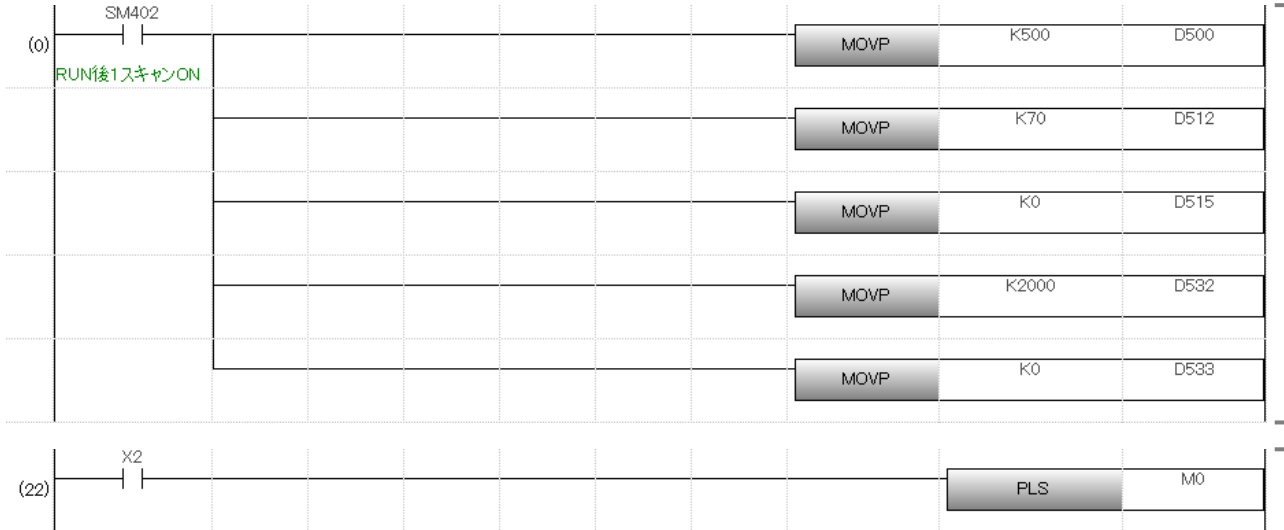 SM402
(0) MOVP K500 D500
RUN後1スキャンON
MOVP K70 D512
MOVP K0 D515
MOVP K2000 D532
MOVP K0 D533
X2
(22) PLS M0